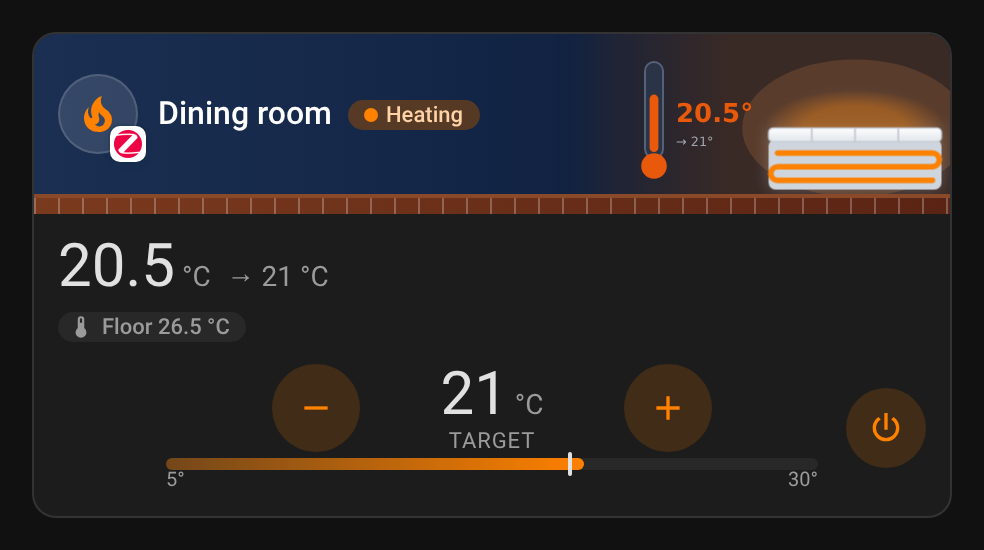 Dining room
Heating
20.5°
→ 21°
20.5 °C → 21 °C
Floor 26.5 °C
21 °C
TARGET
5° 30°